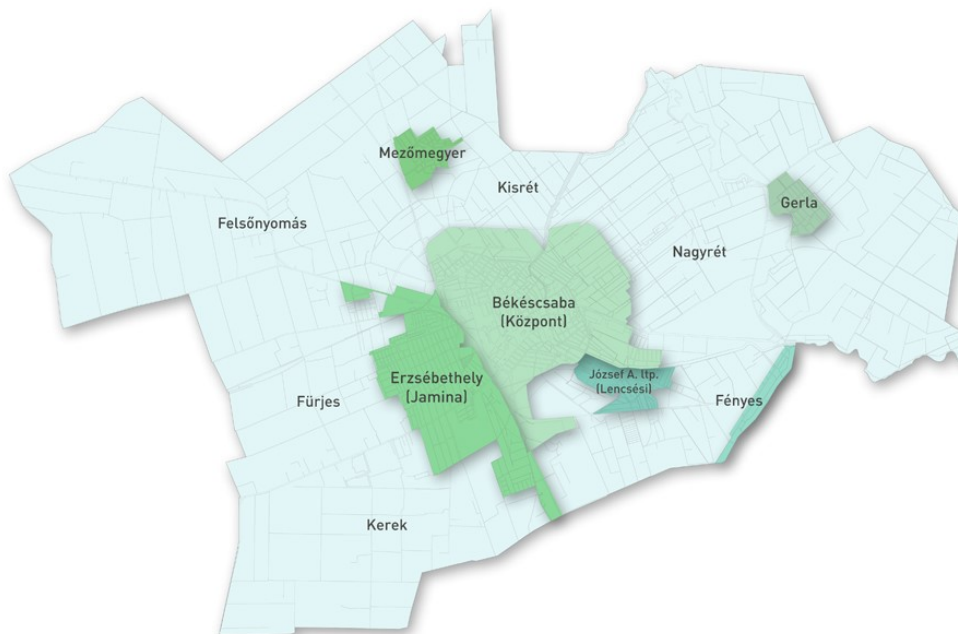 Mezőmegyer
Kisrét
Gerla
Felsőnyomás
Nagyrét
Békéscsaba
(Központ)
József A. ltp.
(Lencsési)
Erzsébethely
(Jamina)
Fürjes
Fényes
Kerek